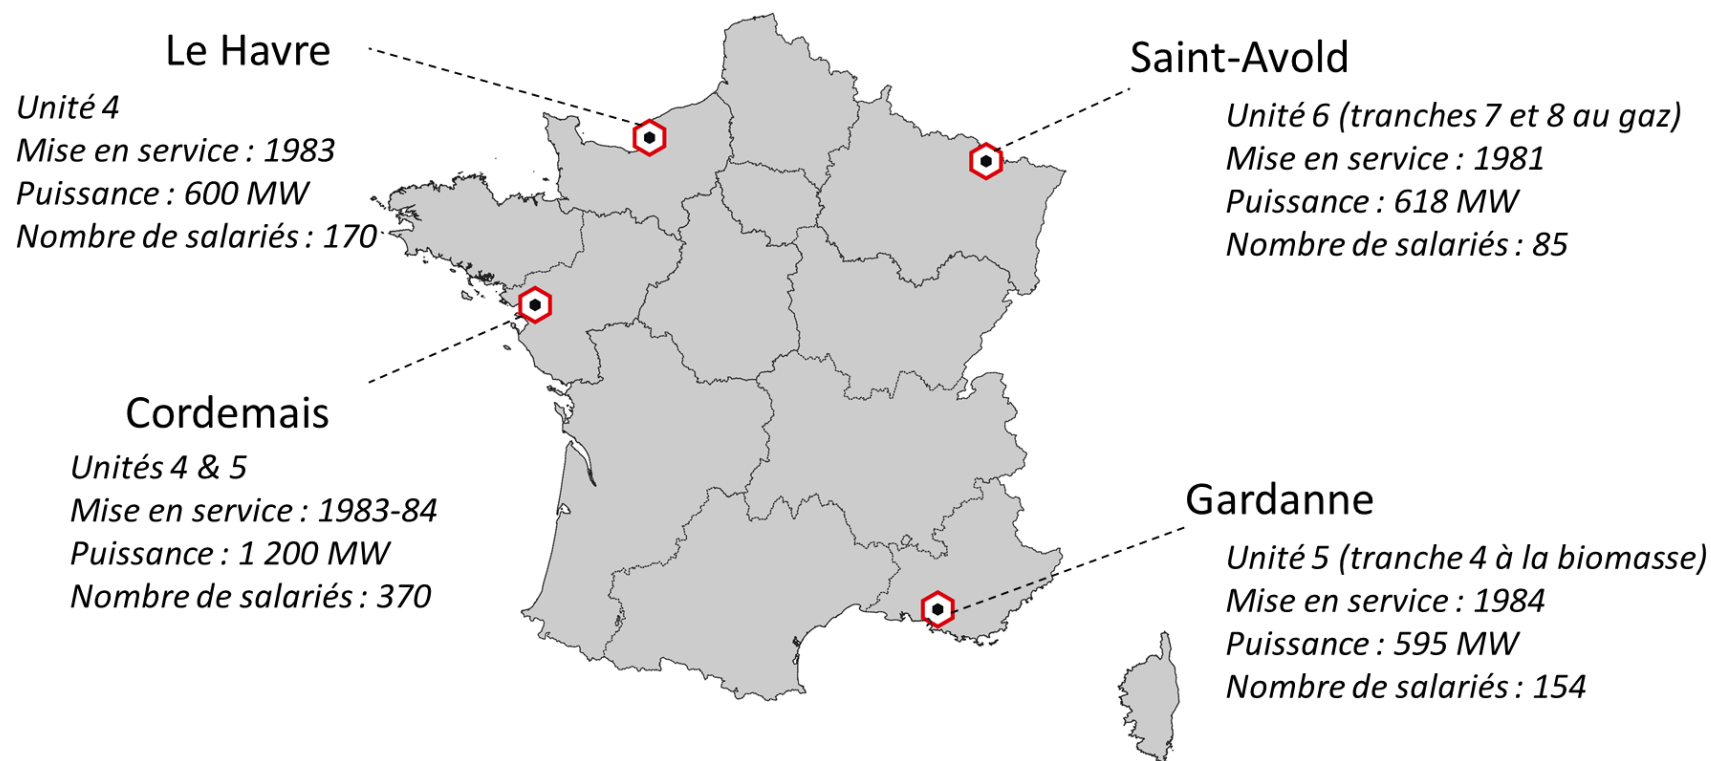 Le Havre
Unité 4
Mise en service : 1983
Puissance : 600 MW
Nombre de salariés : 170
Saint-Avold
Unité 6 (tranches 7 et 8 au gaz)
Mise en service : 1981
Puissance : 618 MW
Nombre de salariés : 85
Cordemais
Unités 4 & 5
Mise en service : 1983-84
Puissance : 1 200 MW
Nombre de salariés : 370
Gardanne
Unité 5 (tranche 4 à la biomasse)
Mise en service : 1984
Puissance : 595 MW
Nombre de salariés : 154